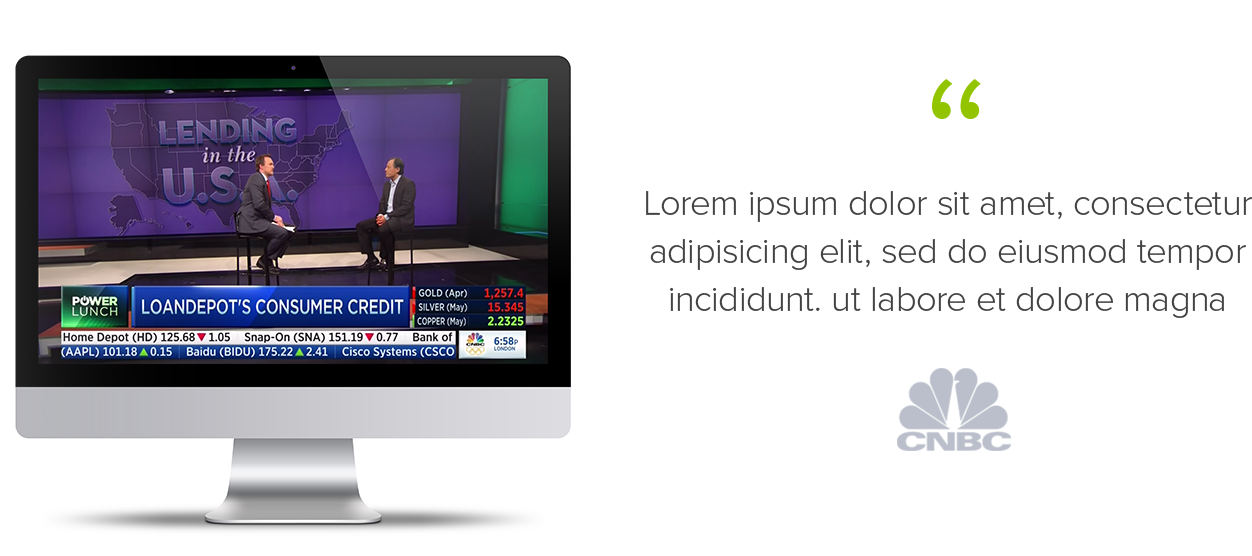 LENDING
in the
U.S.A.
POWER
LUNCH
LOANDEPOT'S CONSUMER CREDIT
GOLD (Apr) 1,257.4
SILVER (May) 15.345
COPPER (May) 2.2325
Home Depot (HD) 125.68 ▼ 1.05 Snap-On (SNA) 151.19 ▼ 0.77 Bank of
(AAPL) 101.18 ▲ 0.15 Baidu (BIDU) 175.22 ▲ 2.41 Cisco Systems (CSCO
CNBC
6:58P
LONDON
“
Lorem ipsum dolor sit amet, consectetur
adipisicing elit, sed do eiusmod tempor
incididunt. ut labore et dolore magna
CNBC